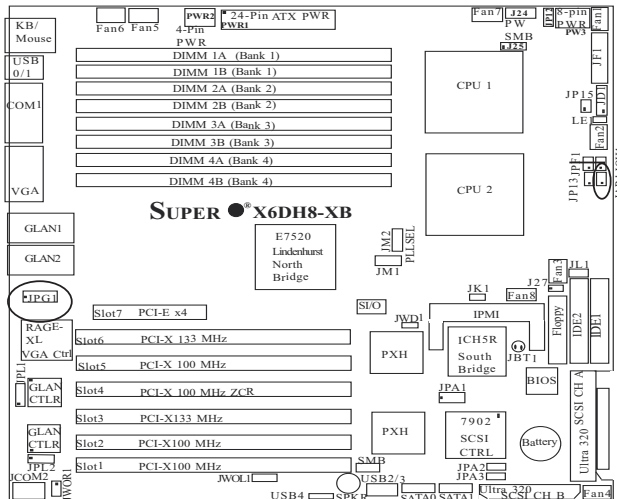 Fan6
Fan5
PWR2
24-Pin ATX PWR
PWR1
4-Pin
PWR
Fan7
J24
PW
SMB
J25
JP12
8-pin
PWR
PW3
Fan1
KB/
Mouse
USB
0/1
COM1
VGA
GLAN1
GLAN2
DIMM 1A (Bank 1)
DIMM 1B (Bank 1)
DIMM 2A (Bank 2)
DIMM 2B (Bank 2)
DIMM 3A (Bank 3)
DIMM 3B (Bank 3)
DIMM 4A (Bank 4)
DIMM 4B (Bank 4)
CPU 1
CPU 2
JF1
JP15
JD1
LE1
Fan2
JPF1
JP13
SUPER ®X6DH8-XB
E7520
Lindenhurst
North
Bridge
JM2
PLLSEL
JM1
JPG1
RAGE-
XL
VGA Ctrl
JPL1
GLAN
CTLR
GLAN
CTLR
JPL2
JCOM2
JWOR1
Slot7 PCI-E x4
Slot6 PCI-X 133 MHz
Slot5 PCI-X 100 MHz
Slot4 PCI-X 100 MHz ZCR
Slot3 PCI-X133 MHz
Slot2 PCI-X100 MHz
Slot1 PCI-X100 MHz
SI/O
JWD1
PXH
PXH
JK1
Fan8
J27
Fan3
JL1
IPMI
ICH5R
South
Bridge
JBT1
Floppy
IDE2
IDE1
BIOS
JPA1
7902
SCSI
CTRL
Battery
Ultra 320 SCSI CH A
JPA2
JPA3
SMB
JWOL1
USB4
SPKR
USB2/3
SATA0
SATA1
Ultra 320
SCSI CH B
Fan4